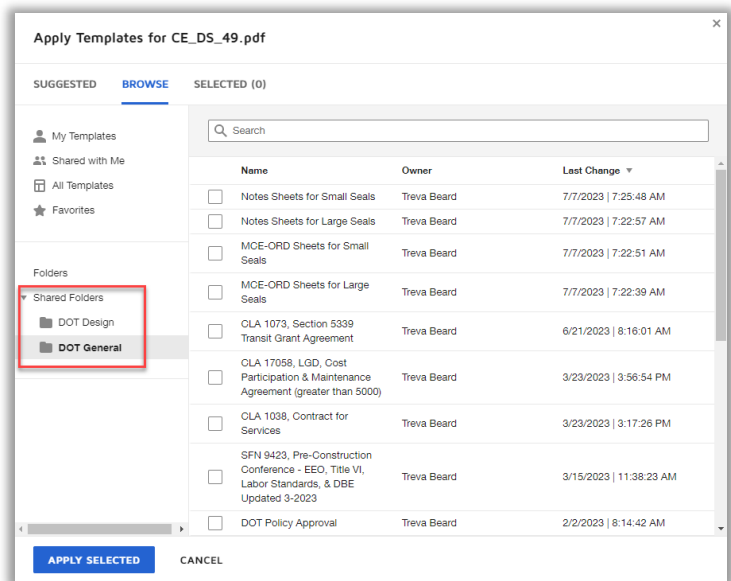 Apply Templates for CE_DS_49.pdf
×
SUGGESTED BROWSE SELECTED (0)
My Templates
Shared with Me
All Templates
Favorites
Folders
Shared Folders
DOT Design
DOT General
Search
Name Owner Last Change
Notes Sheets for Small Seals Treva Beard 7/7/2023 | 7:25:48 AM
Notes Sheets for Large Seals Treva Beard 7/7/2023 | 7:22:57 AM
MCE-ORD Sheets for Small
Seals Treva Beard 7/7/2023 | 7:22:51 AM
MCE-ORD Sheets for Large
Seals Treva Beard 7/7/2023 | 7:22:39 AM
CLA 1073, Section 5339
Transit Grant Agreement Treva Beard 6/21/2023 | 8:16:01 AM
CLA 17058, LGD, Cost
Participation & Maintenance
Agreement (greater than 5000) Treva Beard 3/23/2023 | 3:56:54 PM
CLA 1038, Contract for
Services Treva Beard 3/23/2023 | 3:17:26 PM
SFN 9423, Pre-Construction
Conference - EEO, Title VI,
Labor Standards, & DBE
Updated 3-2023 Treva Beard 3/15/2023 | 11:38:23 AM
DOT Policy Approval Treva Beard 2/2/2023 | 8:14:42 AM
APPLY SELECTED CANCEL